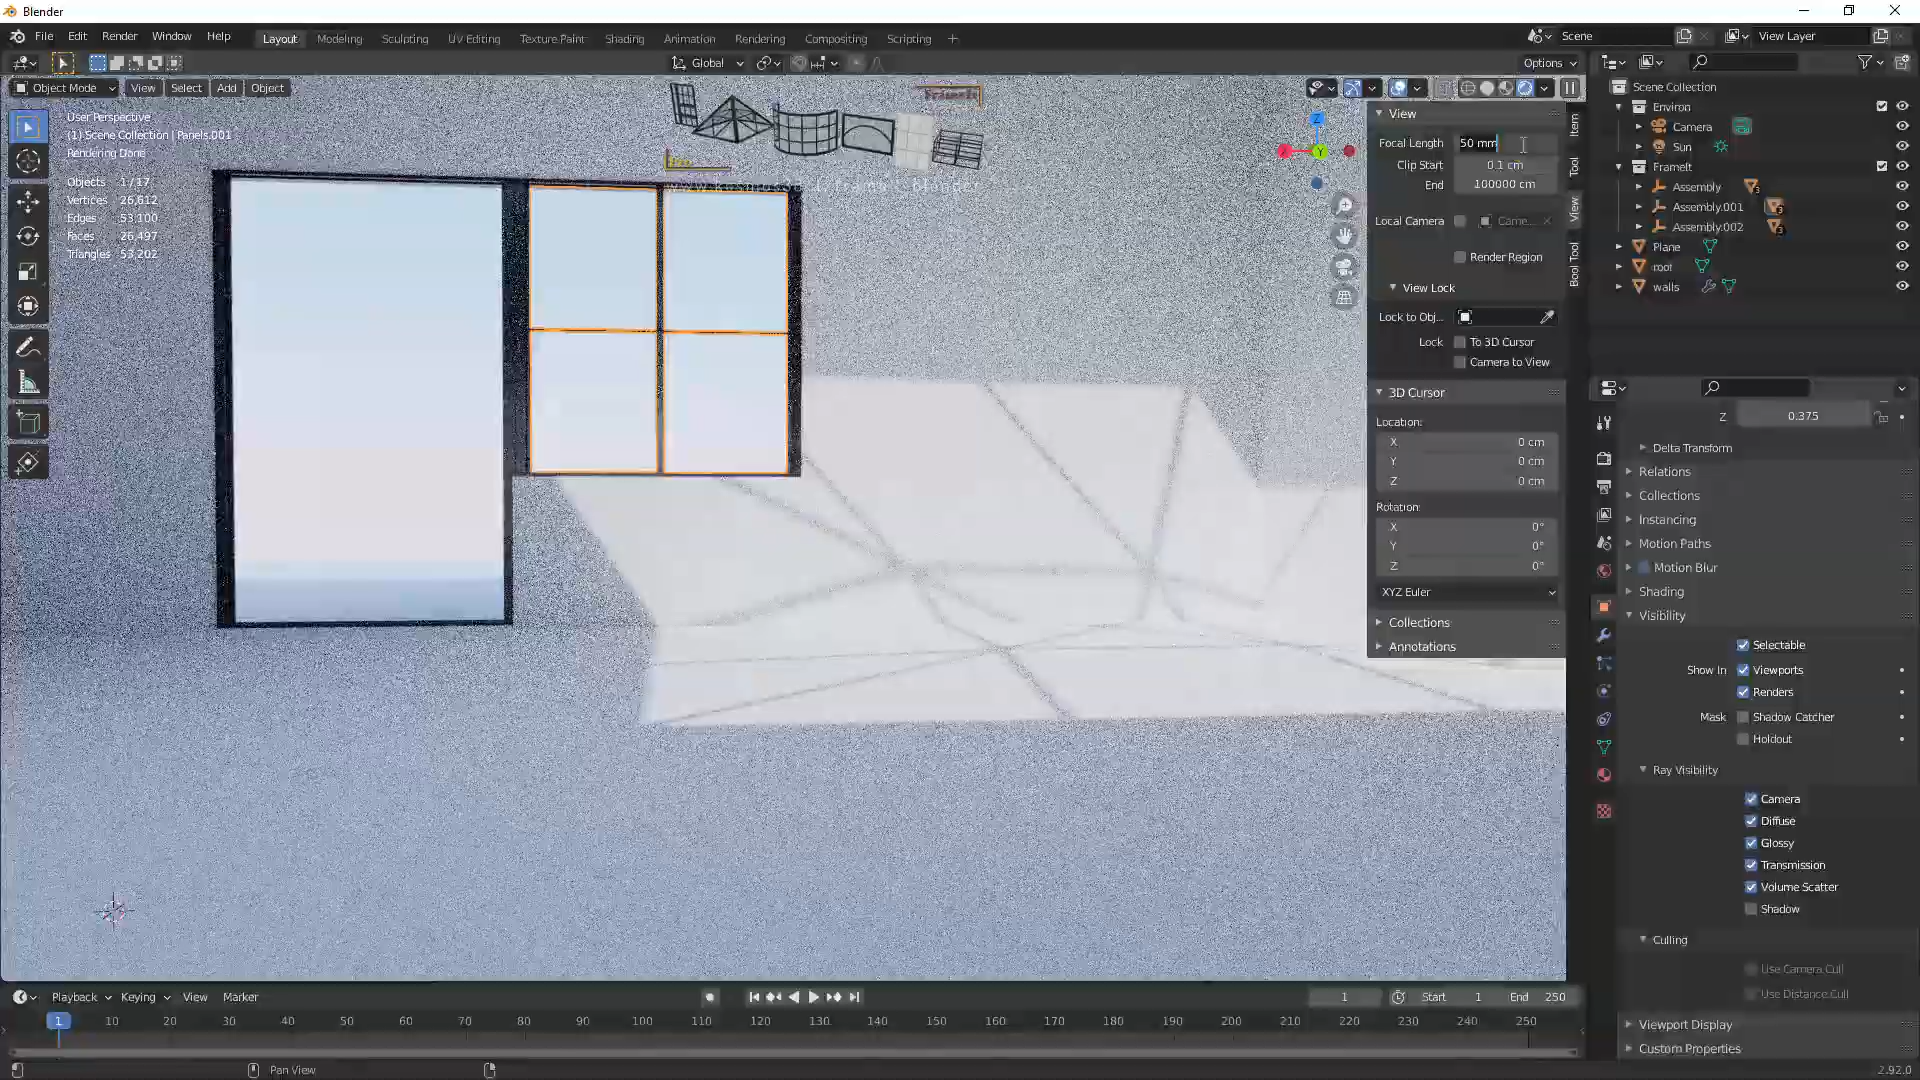 Blender
File Edit Render Window Help
Layout Modeling Sculpting UV Editing Texture Paint Shading Animation Rendering Compositing Scripting
Scene View Layer
Global Options
Object Mode View Select Add Object
User Perspective
(1) Scene Collection | Panels.001
Rendering Done
Objects 1 / 17
Vertices 26,612
Edges 53,100
Faces 26,497
Triangles 53,202
X Y Z
View
Focal Length 50 mm
Clip Start 0.1 cm
End 100000 cm
Local Camera Came...
Render Region
View Lock
Lock to Obj...
Lock To 3D Cursor
Camera to View
3D Cursor
Location:
X 0 cm
Y 0 cm
Z 0 cm
Rotation:
X 0°
Y 0°
Z 0°
XYZ Euler
Collections
Annotations
Item
Tool
View
Bool Tool
Scene Collection
Environ
Camera
Sun
FrameIt
Assembly
3
Assembly.001
3
Assembly.002
3
Plane
root
walls
Z 0.375
Delta Transform
Relations
Collections
Instancing
Motion Paths
Motion Blur
Shading
Visibility
Selectable
Show In Viewports
Renders
Mask Shadow Catcher
Holdout
Ray Visibility
Camera
Diffuse
Glossy
Transmission
Volume Scatter
Shadow
Culling
Use Camera Cull
Use Distance Cull
Viewport Display
Custom Properties
Playback Keying View Marker
1 Start 1 End 250
1 10 20 30 40 50 60 70 80 90 100 110 120 130 140 150 160 170 180 190 200 210 220 230 240 250
Pan View
2.92.0